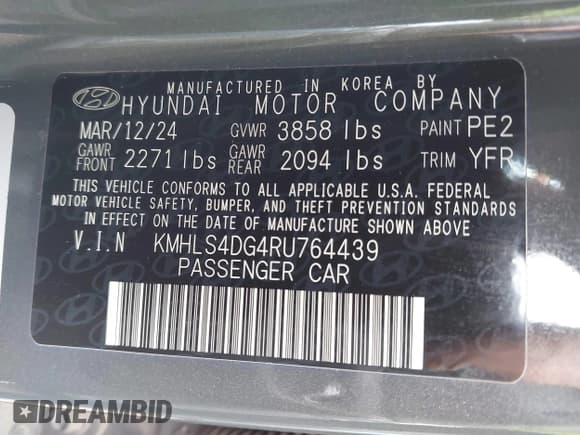 MANUFACTURED IN KOREA BY
HYUNDAI MOTOR COMPANY
MAR/12/24 GVWR 3858 lbs PAINT PE2
GAWR FRONT 2271 lbs GAWR REAR 2094 lbs TRIM YFR
THIS VEHICLE CONFORMS TO ALL APPLICABLE U.S.A. FEDERAL
MOTOR VEHICLE SAFETY, BUMPER, AND THEFT PREVENTION STANDARDS
IN EFFECT ON THE DATE OF MANUFACTURE SHOWN ABOVE
V.I.N KMHLS4DG4RU764439
PASSENGER CAR
DREAMBID